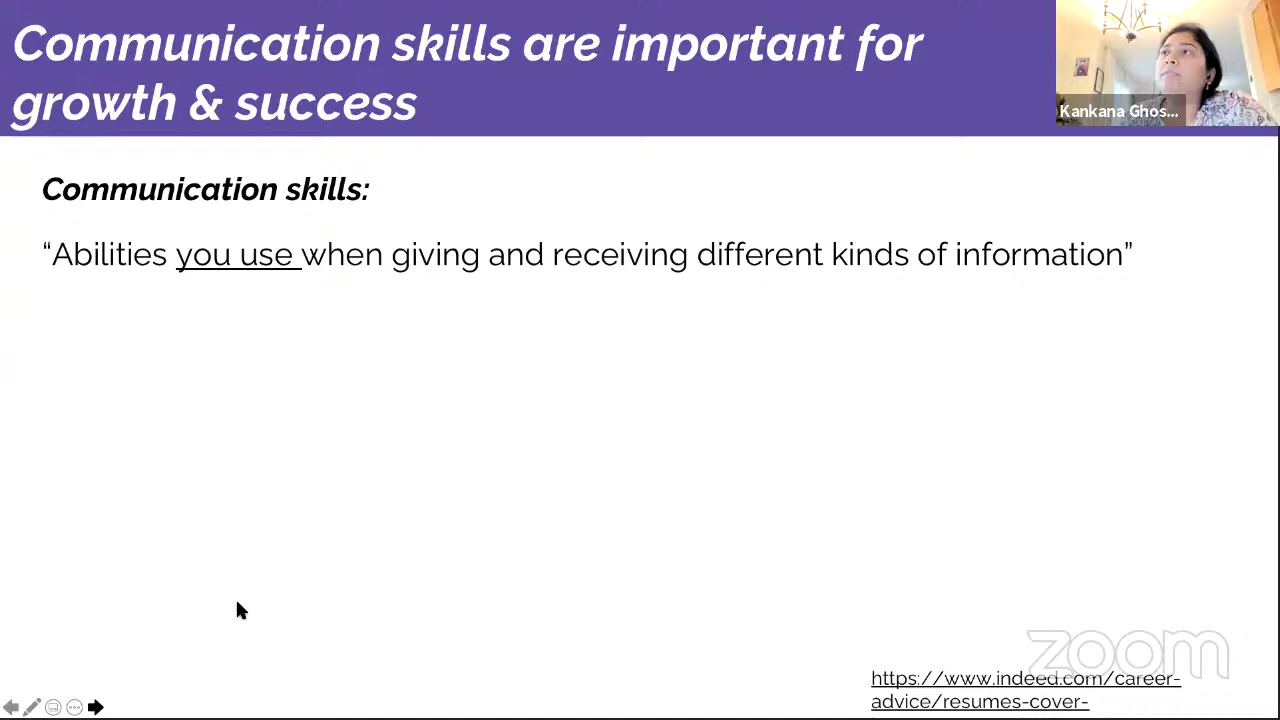 Communication skills are important for
growth & success
Kankana Ghos...
Communication skills:
“Abilities you use when giving and receiving different kinds of information”
zoom
https://www.indeed.com/career-
advice/resumes-cover-